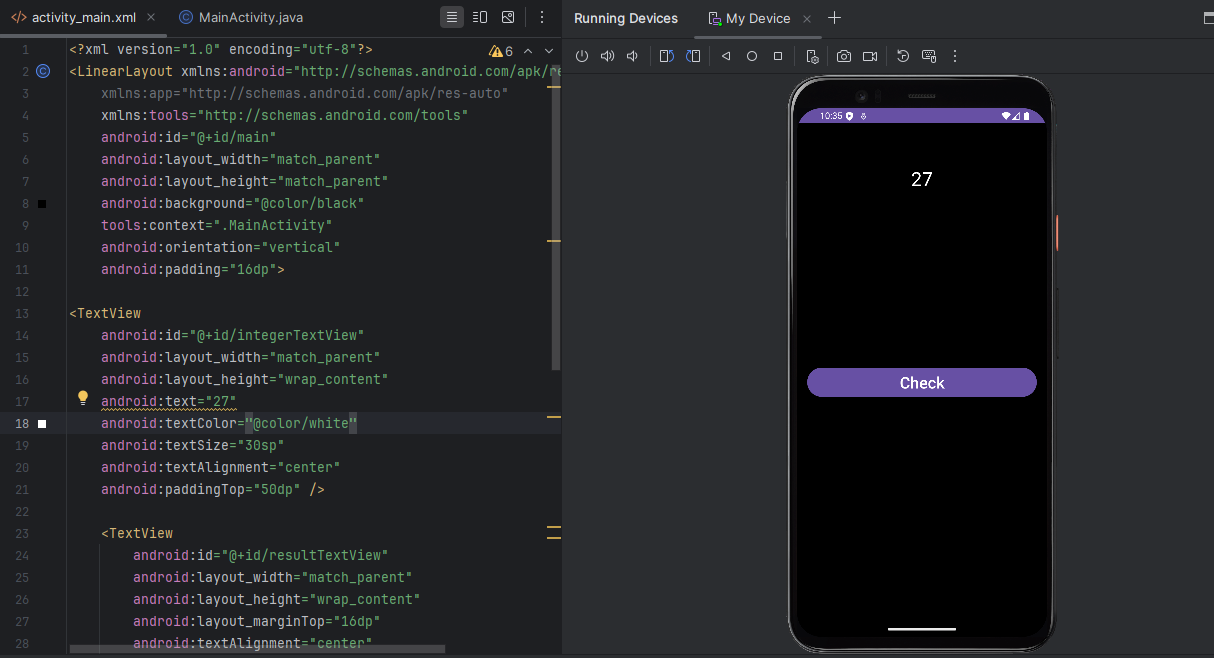 activity_main.xml
MainActivity.java
Running Devices
My Device
1 <?xml version="1.0" encoding="utf-8"?>
6
2 <LinearLayout xmlns:android="http://schemas.android.com/apk/re
3 xmlns:app="http://schemas.android.com/apk/res-auto"
4 xmlns:tools="http://schemas.android.com/tools"
5 android:id="@+id/main"
6 android:layout_width="match_parent"
7 android:layout_height="match_parent"
8 android:background="@color/black"
9 tools:context=".MainActivity"
10 android:orientation="vertical"
11 android:padding="16dp">
12
13 <TextView
14 android:id="@+id/integerTextView"
15 android:layout_width="match_parent"
16 android:layout_height="wrap_content"
17 android:text="27"
18 android:textColor="@color/white"
19 android:textSize="30sp"
20 android:textAlignment="center"
21 android:paddingTop="50dp" />
22
23 <TextView
24 android:id="@+id/resultTextView"
25 android:layout_width="match_parent"
26 android:layout_height="wrap_content"
27 android:layout_marginTop="16dp"
28 android:textAlignment="center"
10:35
27
Check